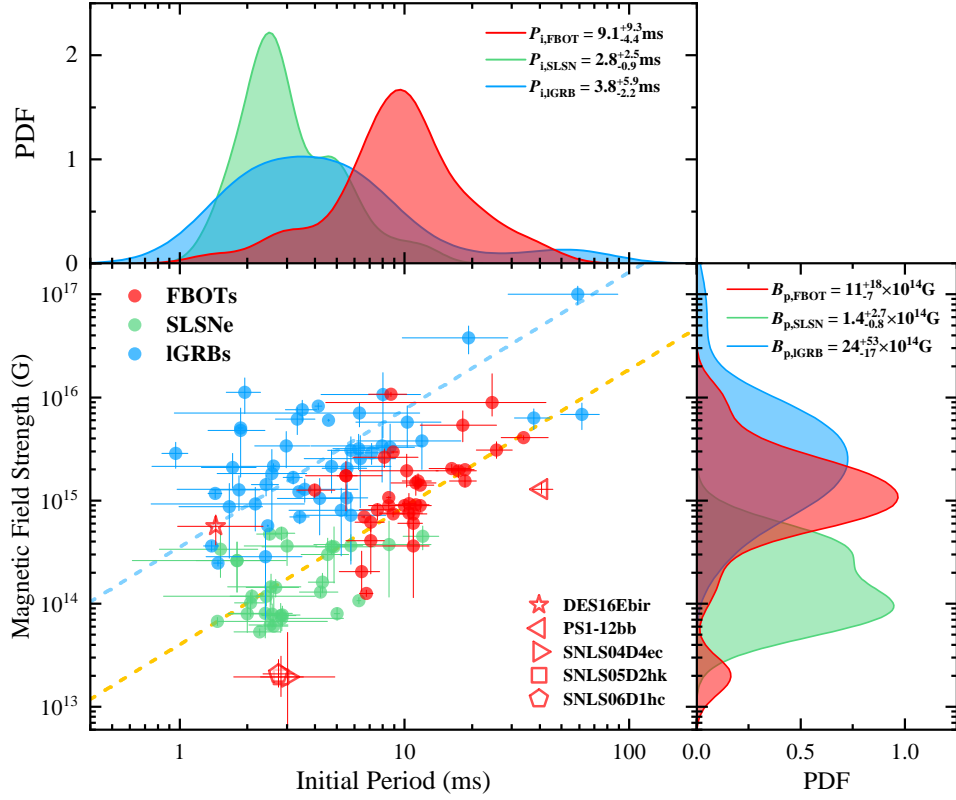 PDF
2
1
0
P_i,FBOT = 9.1^{+9.3}_{-4.4} ms
P_i,SLSN = 2.8^{+2.5}_{-0.9} ms
P_i,lGRB = 3.8^{+5.9}_{-2.2} ms
Magnetic Field Strength (G)
10^17
10^16
10^15
10^14
10^13
FBOTs
SLSNe
lGRBs
DES16Ebir
PS1-12bb
SNLS04D4ec
SNLS05D2hk
SNLS06D1hc
1
10
100
Initial Period (ms)
B_p,FBOT = 11^{+18}_{-7}×10^14 G
B_p,SLSN = 1.4^{+2.7}_{-0.8}×10^14 G
B_p,lGRB = 24^{+53}_{-17}×10^14 G
0.0
0.5
1.0
PDF